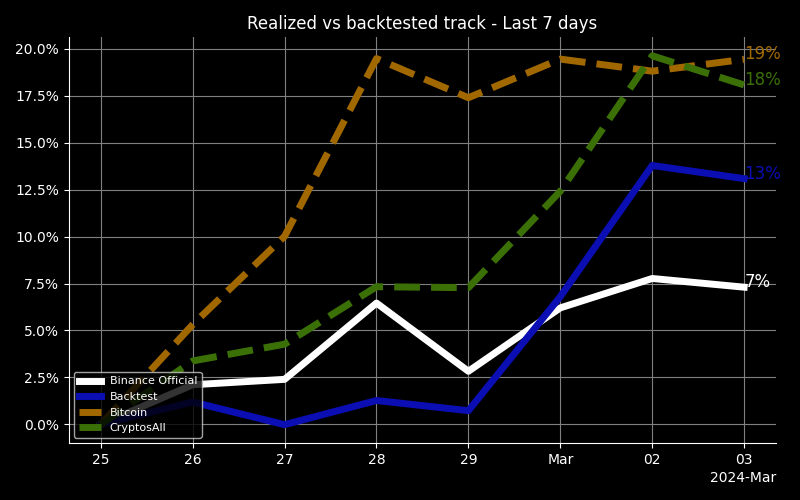 Realized vs backtested track - Last 7 days
20.0%
17.5%
15.0%
12.5%
10.0%
7.5%
5.0%
2.5%
0.0%
19%
18%
13%
7%
Binance Official
Backtest
Bitcoin
CryptosAll
25 26 27 28 29 Mar 02 03
2024-Mar